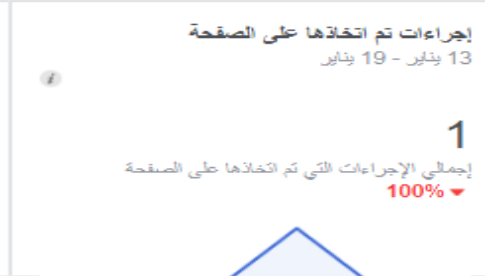 إجراءات تم اتخاذها على الصفحة
13 يناير - 19 يناير
i
1
إجمالي الإجراءات التي تم اتخاذها على الصفحة
100%